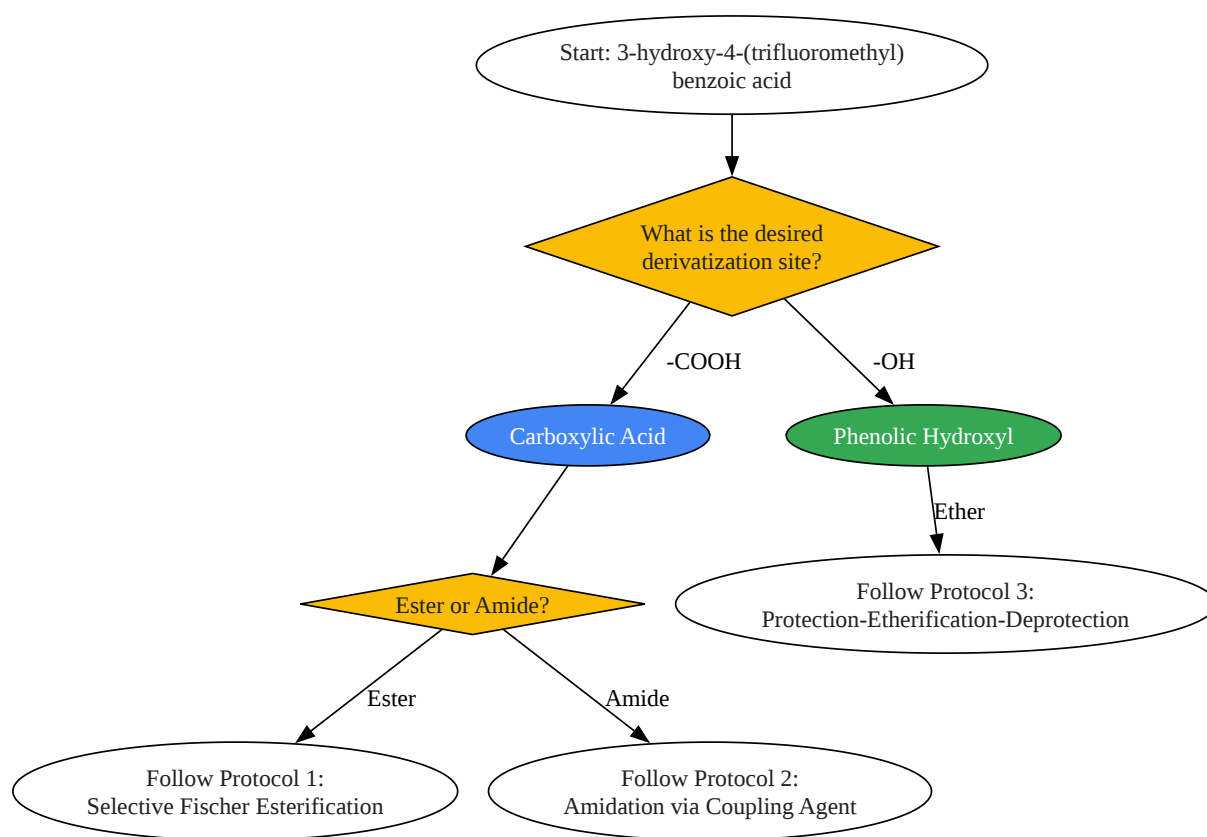 Start: 3-hydroxy-4-(trifluoromethyl)
benzoic acid
What is the desired
derivatization site?
-COOH
-OH
Carboxylic Acid
Phenolic Hydroxyl
Ether
Ester or Amide?
Follow Protocol 3:
Protection-Etherification-Deprotection
Ester
Amide
Follow Protocol 1:
Selective Fischer Esterification
Follow Protocol 2:
Amidation via Coupling Agent